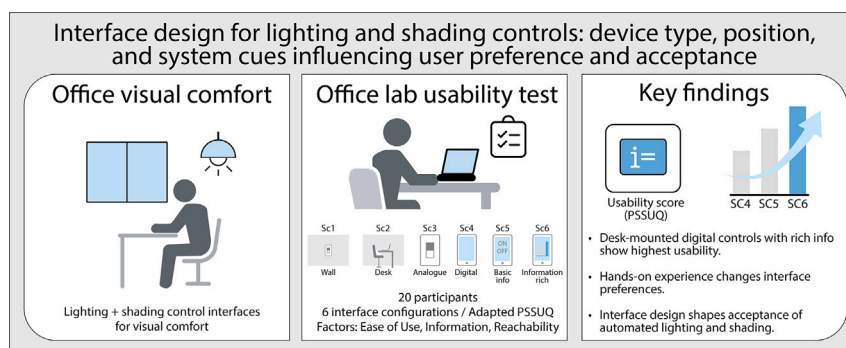 Interface design for lighting and shading controls: device type, position,
and system cues influencing user preference and acceptance
Office visual comfort
Lighting + shading control interfaces
for visual comfort
Office lab usability test
Sc1
Sc2
Sc3
Sc4
Sc5
Sc6
ON
OFF
Wall
Desk
Analogue
Digital
Basic
info
Information
rich
20 participants
6 interface configurations / Adapted PSSUQ
Factors: Ease of Use, Information, Reachability
Key findings
i=
Usability score
(PSSUQ)
SC4
SC5
SC6
• Desk-mounted digital controls with rich info
show highest usability.
• Hands-on experience changes interface
preferences.
• Interface design shapes acceptance of
automated lighting and shading.